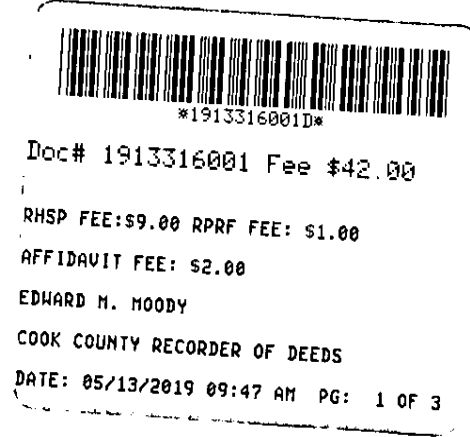 *1913316001D*
Doc# 1913316001 Fee $42.00
RHSP FEE:$9.00 RPRF FEE: $1.00
AFFIDAVIT FEE: $2.00
EDWARD M. MOODY
COOK COUNTY RECORDER OF DEEDS
DATE: 05/13/2019 09:47 AM PG: 1 OF 3